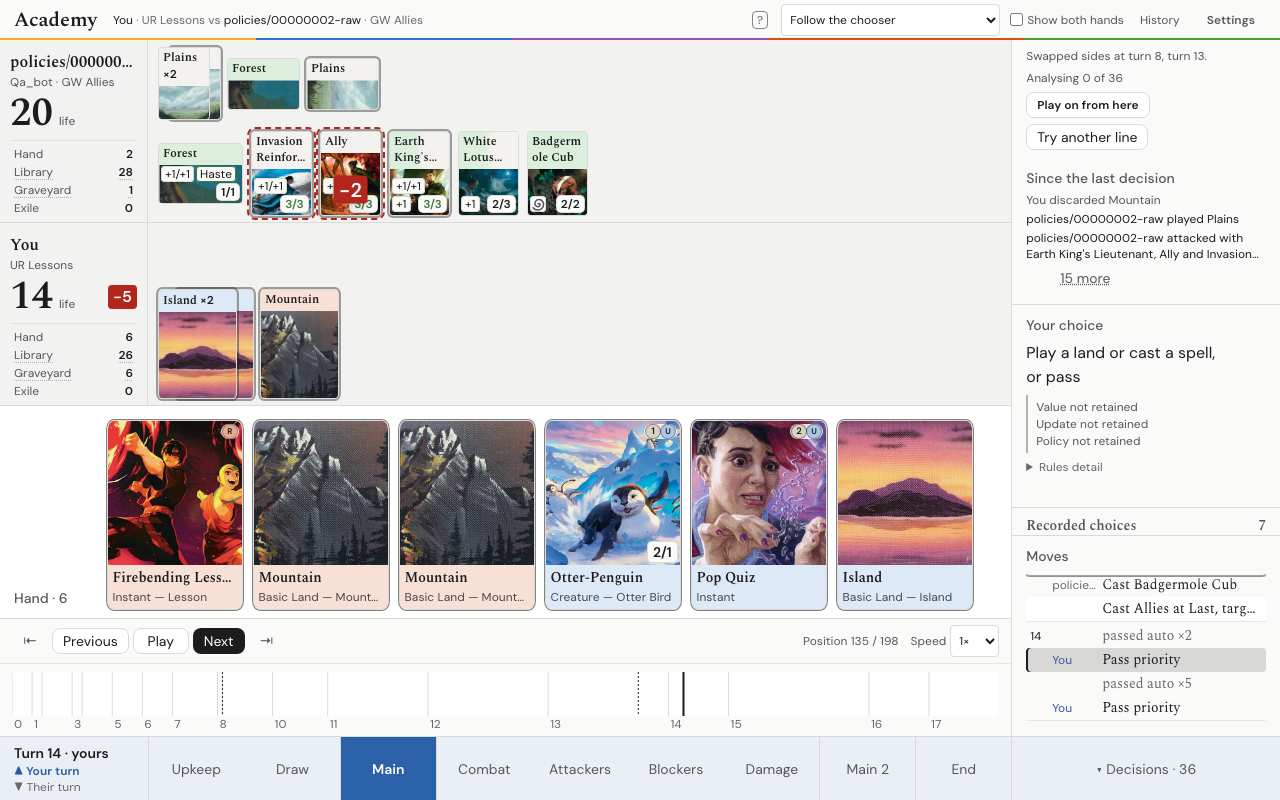 Academy
You · UR Lessons vs policies/00000002-raw · GW Allies
?
Follow the chooser
Show both hands
History
Settings
policies/000000…
Qa_bot · GW Allies
20 life
Hand 2
Library 28
Graveyard 1
Exile 0
Plains ×2
Forest
Plains
Forest
+1/+1 Haste
1/1
Invasion Reinfor…
+1/+1
3/3
Ally
-2
3/3
Earth King's…
+1/+1
+1 3/3
White Lotus…
+1 2/3
Badgermole Cub
2/2
You
UR Lessons
14 life
-5
Hand 6
Library 26
Graveyard 6
Exile 0
Island ×2
Mountain
Hand · 6
R
Firebending Less…
Instant — Lesson
Mountain
Basic Land — Mount…
Mountain
Basic Land — Mount…
1 U
2/1
Otter-Penguin
Creature — Otter Bird
2 U
Pop Quiz
Instant
Island
Basic Land — Island
Previous
Play
Next
Position 135 / 198
Speed
1×
0 1 3 5 6 7 8 10 11 12 13 14 15 16 17
Turn 14 · yours
▲ Your turn
▼ Their turn
Upkeep
Draw
Main
Combat
Attackers
Blockers
Damage
Main 2
End
Swapped sides at turn 8, turn 13.
Analysing 0 of 36
Play on from here
Try another line
Since the last decision
You discarded Mountain
policies/00000002-raw played Plains
policies/00000002-raw attacked with
Earth King's Lieutenant, Ally and Invasion…
15 more
Your choice
Play a land or cast a spell,
or pass
Value not retained
Update not retained
Policy not retained
▶ Rules detail
Recorded choices 7
Moves
policie… Cast Badgermole Cub
Cast Allies at Last, targ…
14 passed auto ×2
You Pass priority
passed auto ×5
You Pass priority
▾ Decisions · 36